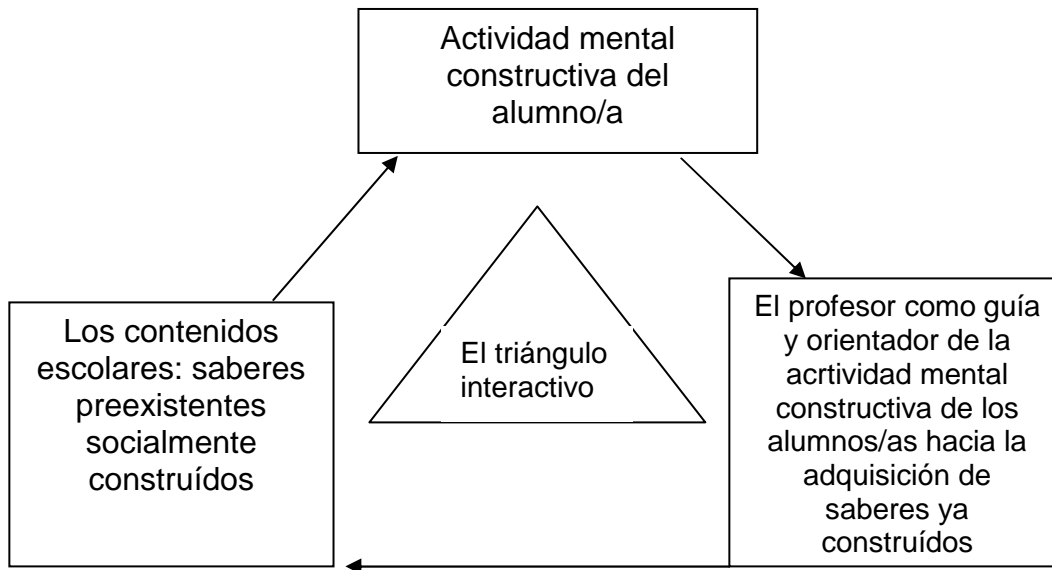 Actividad mental
constructiva del
alumno/a
Los contenidos
escolares: saberes
preexistentes
socialmente
construídos
El triángulo
interactivo
El profesor como guía
y orientador de la
acrtividad mental
constructiva de los
alumnos/as hacia la
adquisición de
saberes ya
construídos